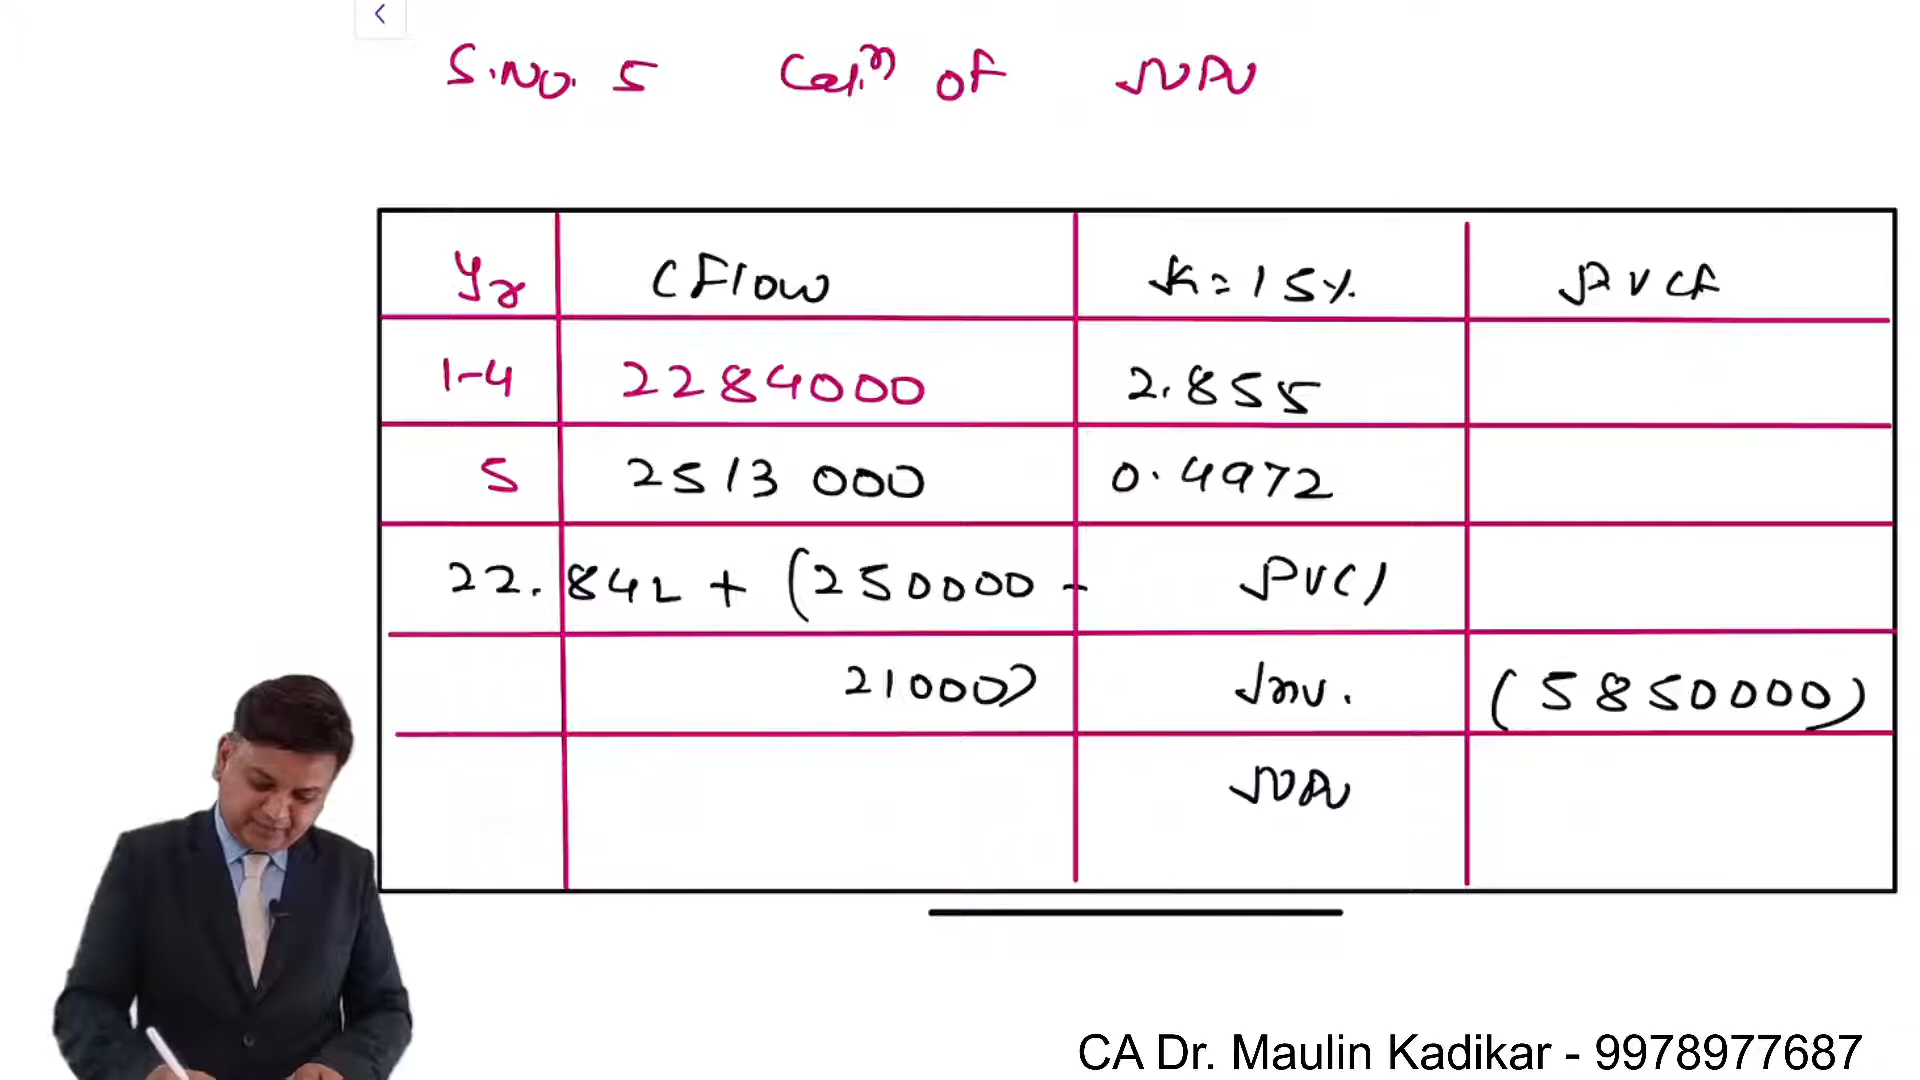 S.No. 5 Caln of NPV
Yr CFlow K=15% PVCF
1-4 2284000 2.855
5 2513000 0.4972
22.84L + (250000 - PVCI
21000) Inv. (5850000)
NPV
CA Dr. Maulin Kadikar - 9978977687